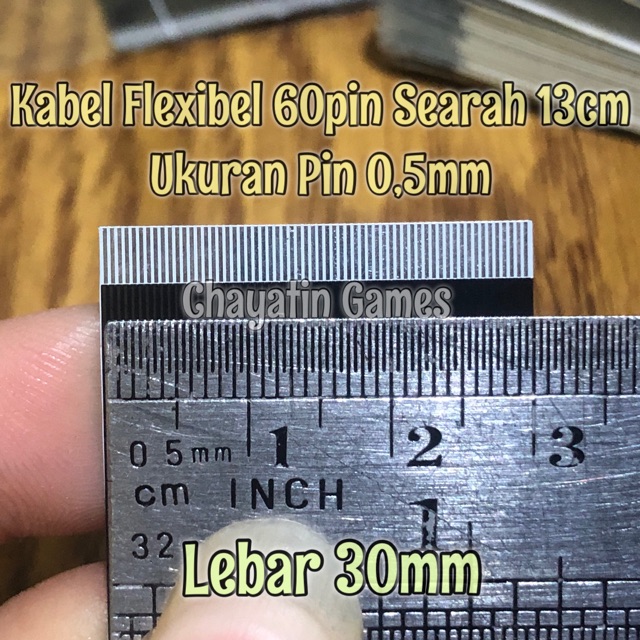 Kabel Flexibel 60pin Searah 13cm
Ukuran Pin 0,5mm
Chayatin Games
0 5mm 1 2 3
cm INCH 1
32
Lebar 30mm